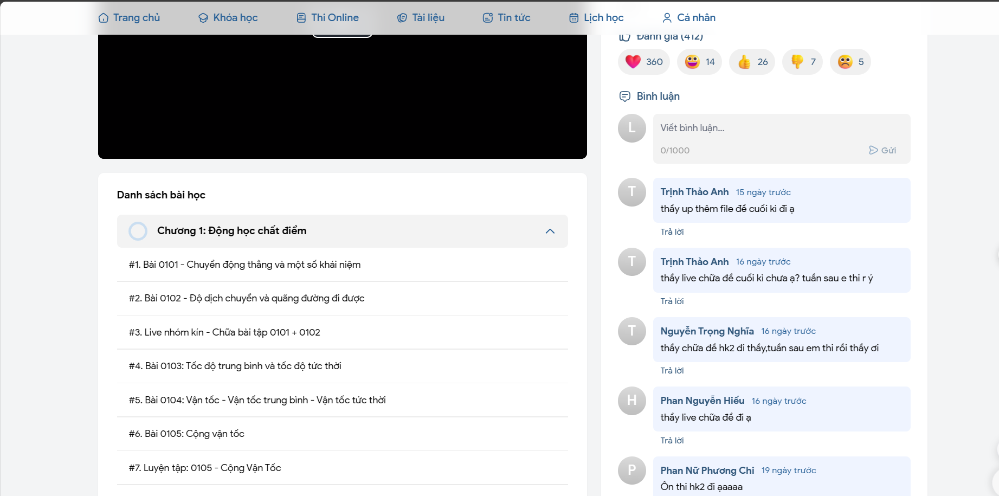 Trang chủ
Khóa học
Thi Online
Tài liệu
Tin tức
Lịch học
Cá nhân
Danh sách bài học
Chương 1: Động học chất điểm
#1. Bài 0101 - Chuyển động thẳng và một số khái niệm
#2. Bài 0102 - Độ dịch chuyển và quãng đường đi được
#3. Live nhóm kín - Chữa bài tập 0101 + 0102
#4. Bài 0103: Tốc độ trung bình và tốc độ tức thời
#5. Bài 0104: Vận tốc - Vận tốc trung bình - Vận tốc tức thời
#6. Bài 0105: Cộng vận tốc
#7. Luyện tập: 0105 - Cộng Vận Tốc
Đánh giá (412)
360
14
26
7
5
Bình luận
L
Viết bình luận...
0/1000
Gửi
T
Trịnh Thảo Anh 15 ngày trước
thầy up thêm file đề cuối kì đi ạ
Trả lời
T
Trịnh Thảo Anh 16 ngày trước
thầy live chữa đề cuối kì chưa ạ? tuần sau e thi r ý
Trả lời
T
Nguyễn Trọng Nghĩa 16 ngày trước
thầy chữa đề hk2 đi thầy,tuần sau em thi rồi thầy ơi
Trả lời
H
Phan Nguyễn Hiếu 16 ngày trước
thầy live chữa đề đi ạ
Trả lời
P
Phan Nữ Phương Chi 19 ngày trước
Ôn thi hk2 đi ạaaaa